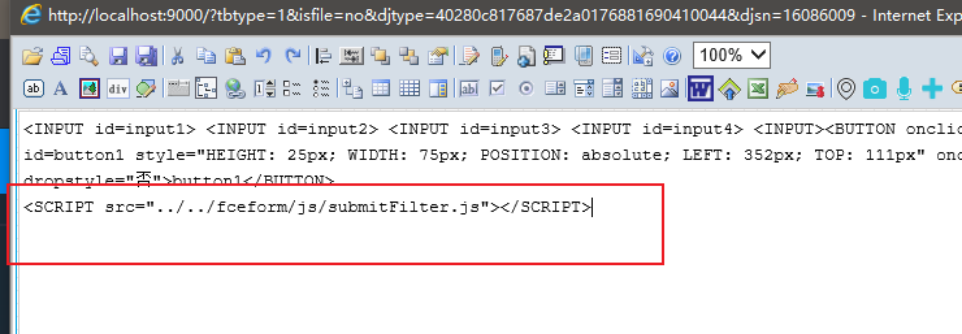 http://localhost:9000/?tbtype=1&isfile=no&djtype=40280c817687de2a0176881690410044&djsn=16086009 - Internet Exp
100%
ab A div
ab W
<INPUT id=input1> <INPUT id=input2> <INPUT id=input3> <INPUT id=input4> <INPUT><BUTTON onclic
id=button1 style="HEIGHT: 25px; WIDTH: 75px; POSITION: absolute; LEFT: 352px; TOP: 111px" onc
dropstyle="否">button1</BUTTON>
<SCRIPT src="../../fceform/js/submitFilter.js"></SCRIPT>